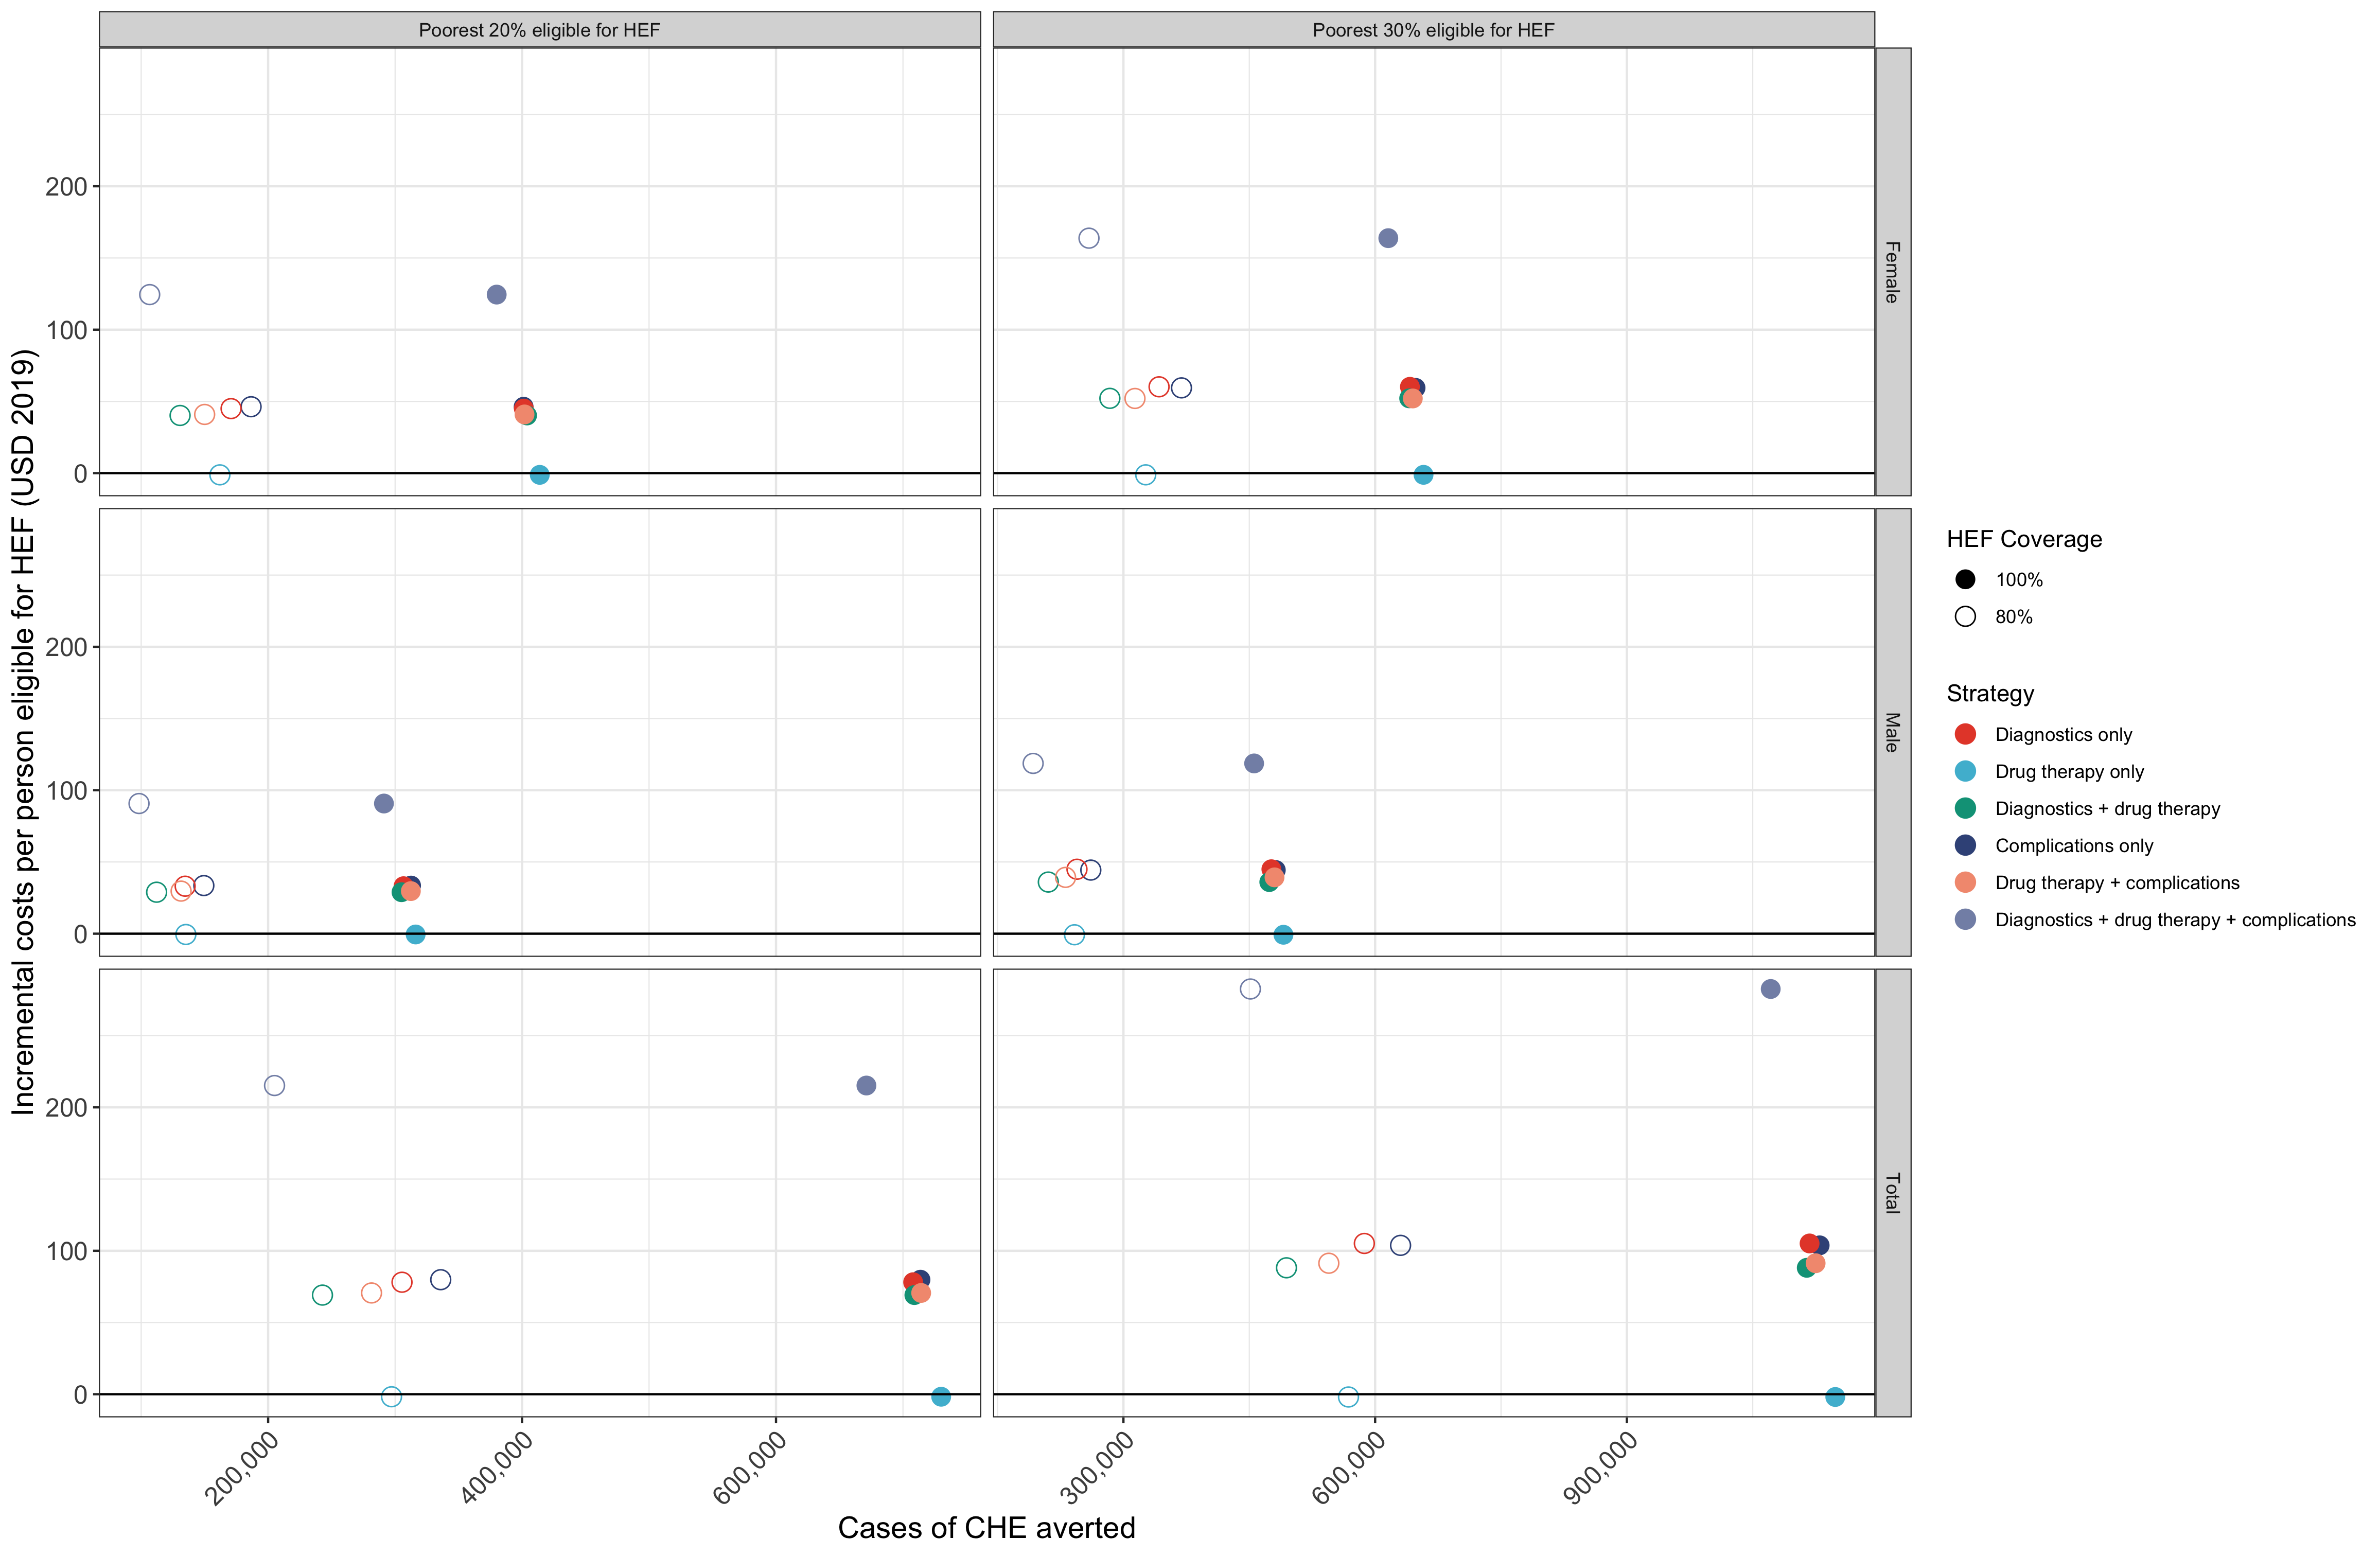 Poorest 20% eligible for HEF
Poorest 30% eligible for HEF
Incremental costs per person eligible for HEF (USD 2019)
200
100
0
Female
200
100
0
Male
200
100
0
Total
200,000
400,000
600,000
300,000
600,000
900,000
Cases of CHE averted
HEF Coverage
100%
80%
Strategy
Diagnostics only
Drug therapy only
Diagnostics + drug therapy
Complications only
Drug therapy + complications
Diagnostics + drug therapy + complications